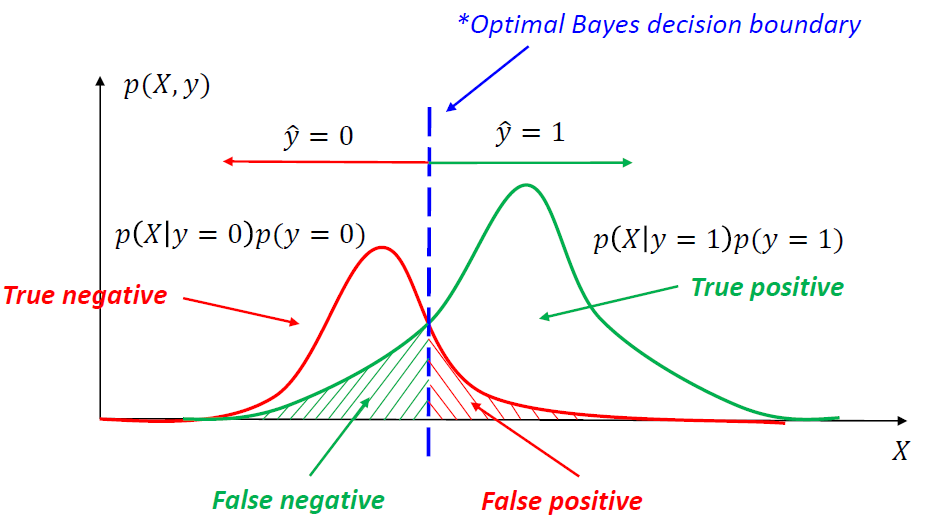 *Optimal Bayes decision boundary
p(X, y)
ŷ = 0
ŷ = 1
p(X|y = 0)p(y = 0)
p(X|y = 1)p(y = 1)
True negative
True positive
X
False negative
False positive